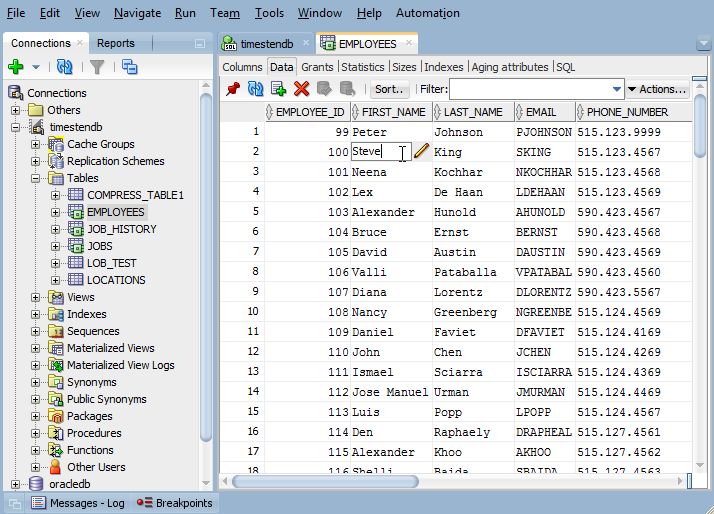 File Edit View Navigate Run Team Tools Window Help Automation
Connections Reports
timestendb EMPLOYEES
Columns Data Grants Statistics Sizes Indexes Aging attributes SQL
Sort.. Filter: Actions...
Connections
Others
timestendb
Cache Groups
Replication Schemes
Tables
COMPRESS_TABLE1
EMPLOYEES
JOB_HISTORY
JOBS
LOB_TEST
LOCATIONS
Views
Indexes
Sequences
Materialized Views
Materialized View Logs
Synonyms
Public Synonyms
Packages
Procedures
Functions
Other Users
oracledb
EMPLOYEE_ID FIRST_NAME LAST_NAME EMAIL PHONE_NUMBER
1 99 Peter Johnson PJOHNSON 515.123.9999
2 100 Steve King SKING 515.123.4567
3 101 Neena Kochhar NKOCHHAR 515.123.4568
4 102 Lex De Haan LDEHAAN 515.123.4569
5 103 Alexander Hunold AHUNOLD 590.423.4567
6 104 Bruce Ernst BERNST 590.423.4568
7 105 David Austin DAUSTIN 590.423.4569
8 106 Valli Pataballa VPATABAL 590.423.4560
9 107 Diana Lorentz DLORENTZ 590.423.5567
10 108 Nancy Greenberg NGREENBE 515.124.4569
11 109 Daniel Faviet DFAVIET 515.124.4169
12 110 John Chen JCHEN 515.124.4269
13 111 Ismael Sciarra ISCIARRA 515.124.4369
14 112 Jose Manuel Urman JMURMAN 515.124.4469
15 113 Luis Popp LPOPP 515.124.4567
16 114 Den Raphaely DRAPHEAL 515.127.4561
17 115 Alexander Khoo AKHOO 515.127.4562
18 116 Shelli Baida SBAIDA 515.127.4563
Messages - Log Breakpoints